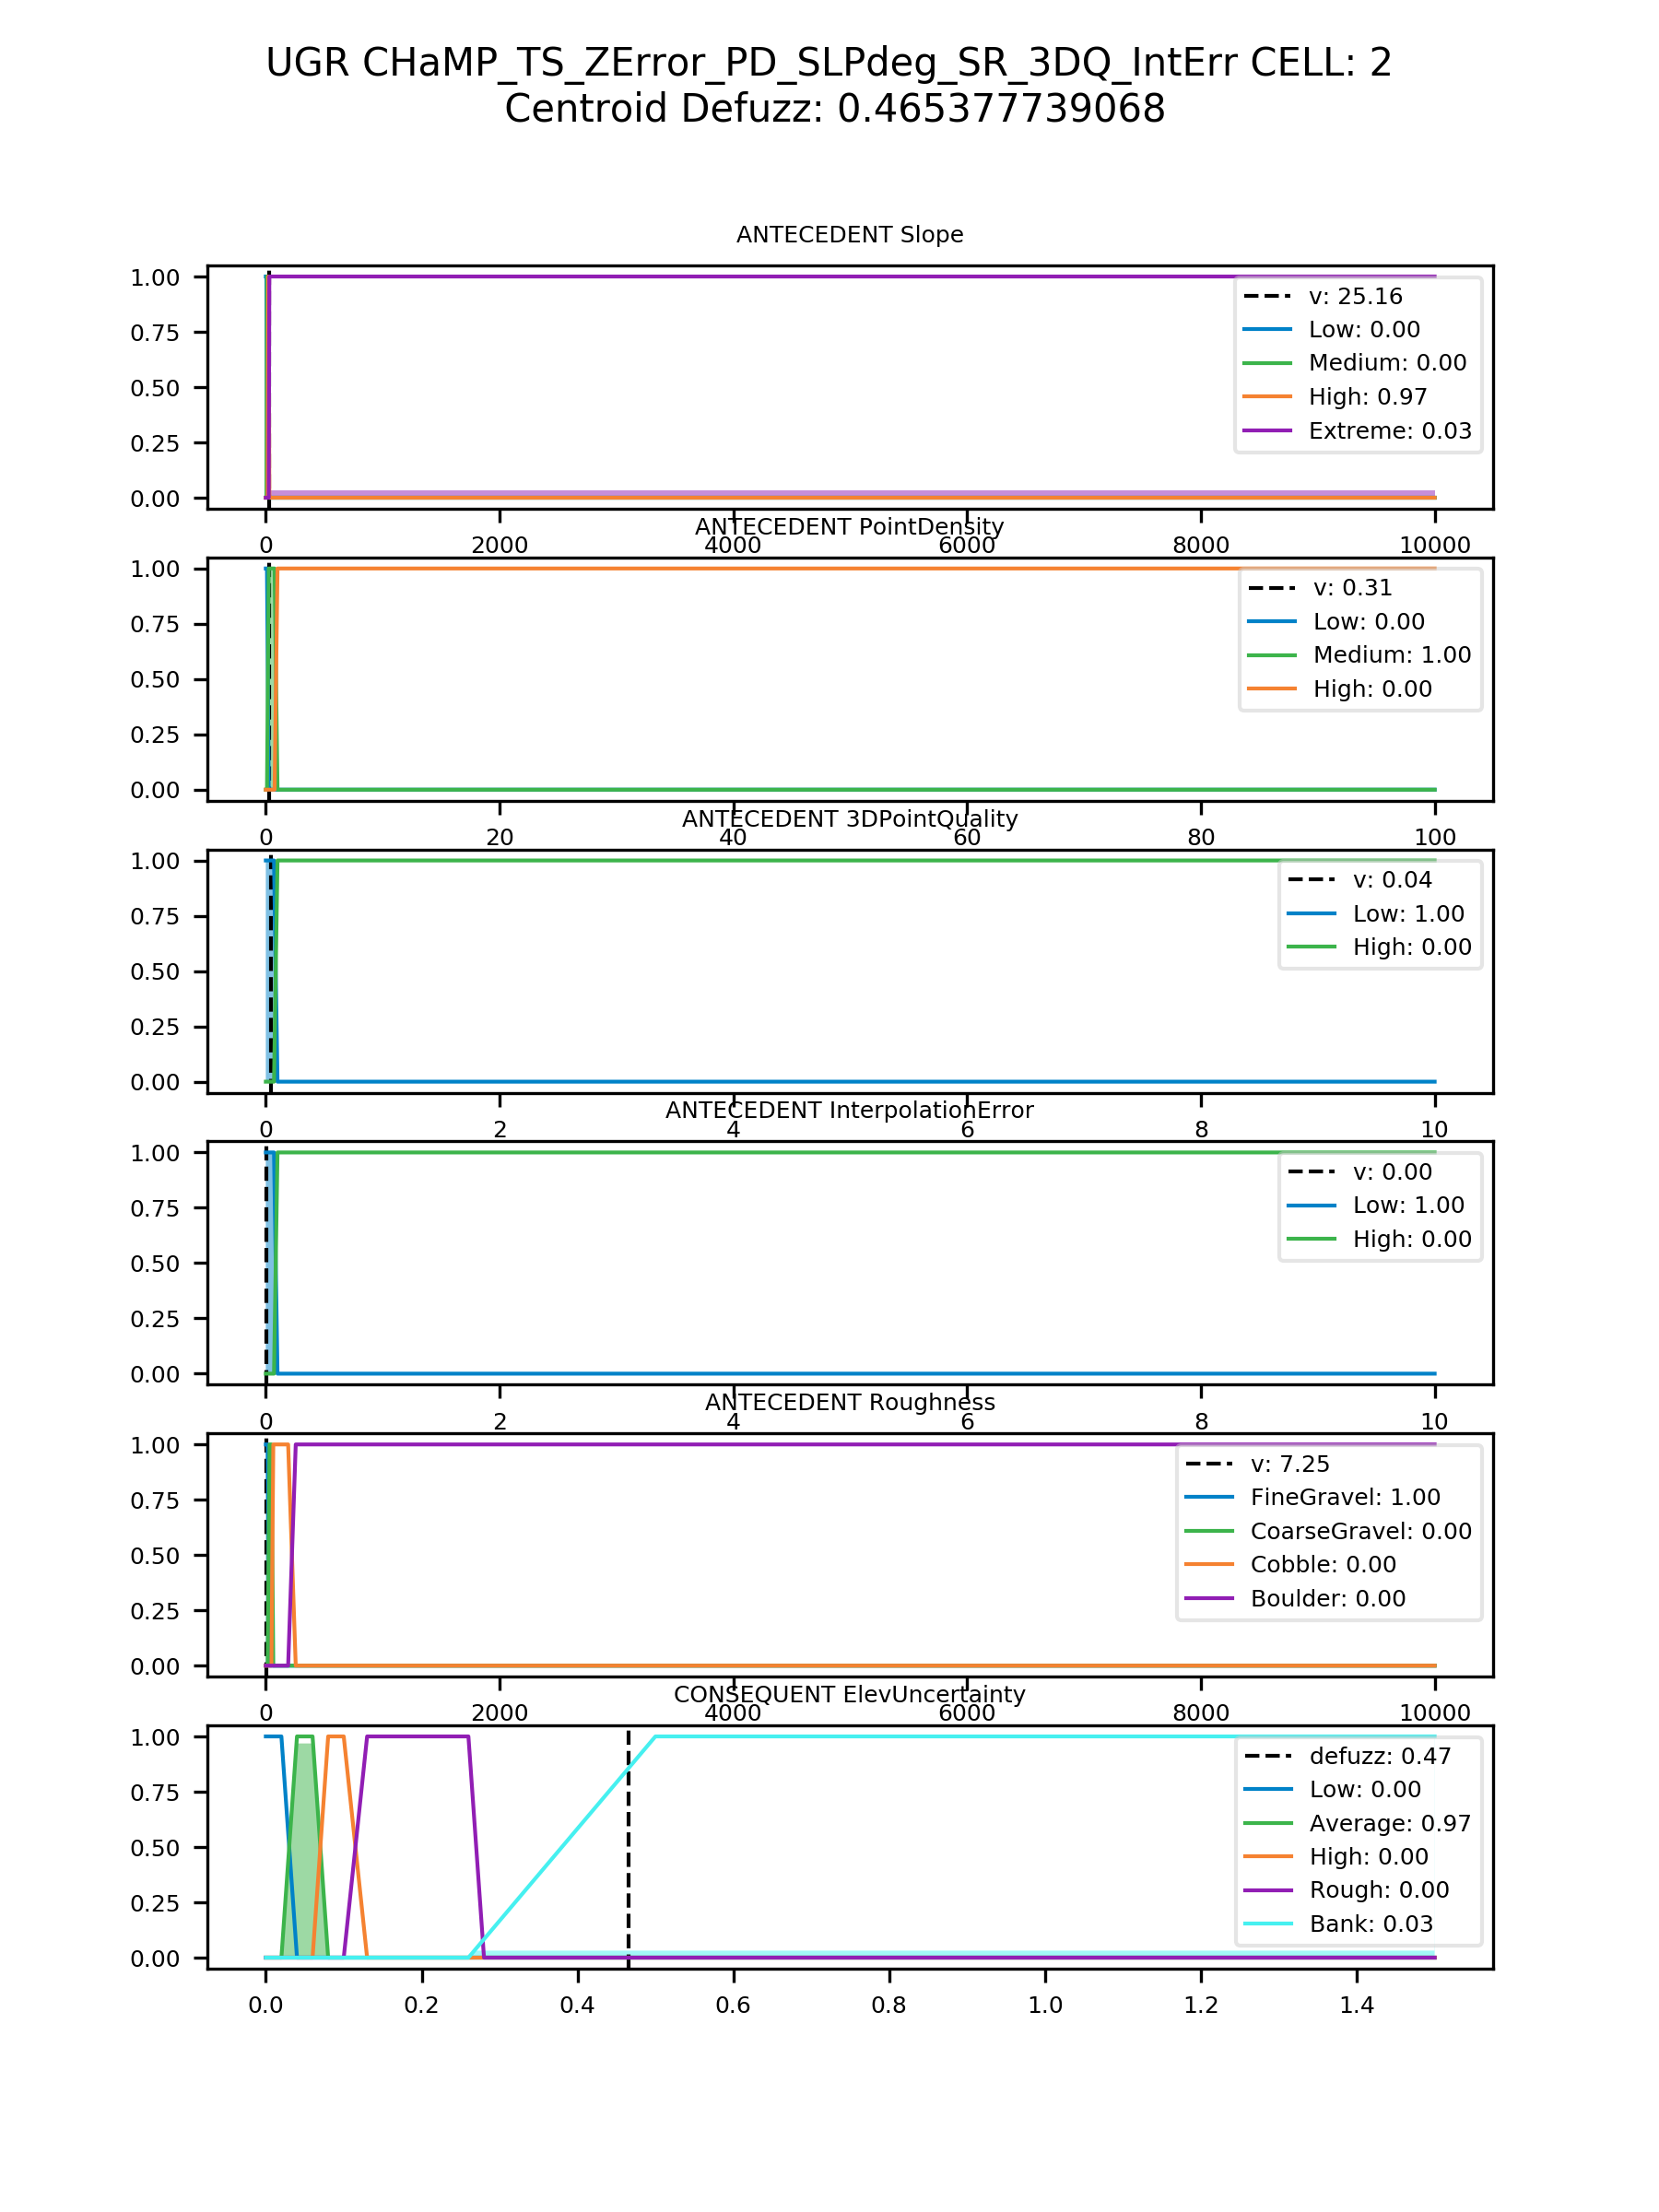 UGR CHaMP_TS_ZError_PD_SLPdeg_SR_3DQ_IntErr CELL: 2
Centroid Defuzz: 0.465377739068
ANTECEDENT Slope
1.00
0.75
0.50
0.25
0.00
v: 25.16
Low: 0.00
Medium: 0.00
High: 0.97
Extreme: 0.03
0 2000 4000 6000 8000 10000
ANTECEDENT PointDensity
1.00
0.75
0.50
0.25
0.00
v: 0.31
Low: 0.00
Medium: 1.00
High: 0.00
0 20 40 60 80 100
ANTECEDENT 3DPointQuality
1.00
0.75
0.50
0.25
0.00
v: 0.04
Low: 1.00
High: 0.00
0 2 4 6 8 10
ANTECEDENT InterpolationError
1.00
0.75
0.50
0.25
0.00
v: 0.00
Low: 1.00
High: 0.00
0 2 4 6 8 10
ANTECEDENT Roughness
1.00
0.75
0.50
0.25
0.00
v: 7.25
FineGravel: 1.00
CoarseGravel: 0.00
Cobble: 0.00
Boulder: 0.00
0 2000 4000 6000 8000 10000
CONSEQUENT ElevUncertainty
1.00
0.75
0.50
0.25
0.00
defuzz: 0.47
Low: 0.00
Average: 0.97
High: 0.00
Rough: 0.00
Bank: 0.03
0.0 0.2 0.4 0.6 0.8 1.0 1.2 1.4